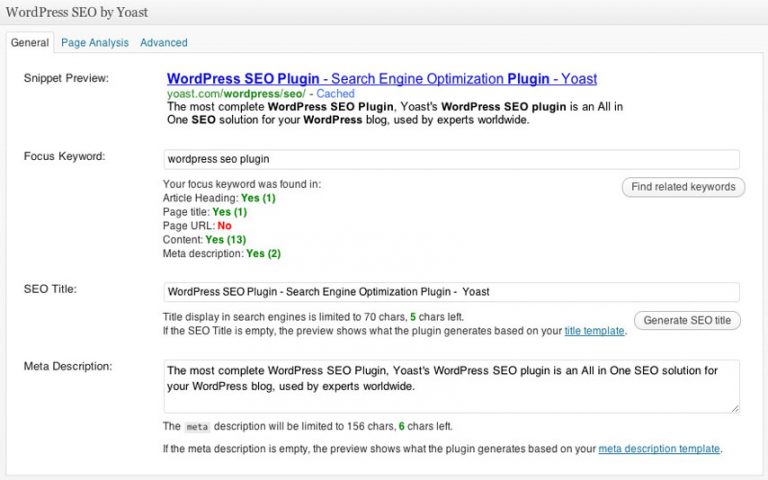 WordPress SEO by Yoast
General Page Analysis Advanced
Snippet Preview: WordPress SEO Plugin - Search Engine Optimization Plugin - Yoast
yoast.com/wordpress/seo/ - Cached
The most complete WordPress SEO Plugin, Yoast's WordPress SEO plugin is an All in
One SEO solution for your WordPress blog, used by experts worldwide.
Focus Keyword: wordpress seo plugin
Your focus keyword was found in: Find related keywords
Article Heading: Yes (1)
Page title: Yes (1)
Page URL: No
Content: Yes (13)
Meta description: Yes (2)
SEO Title: WordPress SEO Plugin - Search Engine Optimization Plugin - Yoast
Title display in search engines is limited to 70 chars, 5 chars left. Generate SEO title
If the SEO Title is empty, the preview shows what the plugin generates based on your title template.
Meta Description: The most complete WordPress SEO Plugin, Yoast's WordPress SEO plugin is an All in One SEO solution for
your WordPress blog, used by experts worldwide.
The meta description will be limited to 156 chars, 6 chars left.
If the meta description is empty, the preview shows what the plugin generates based on your meta description template.